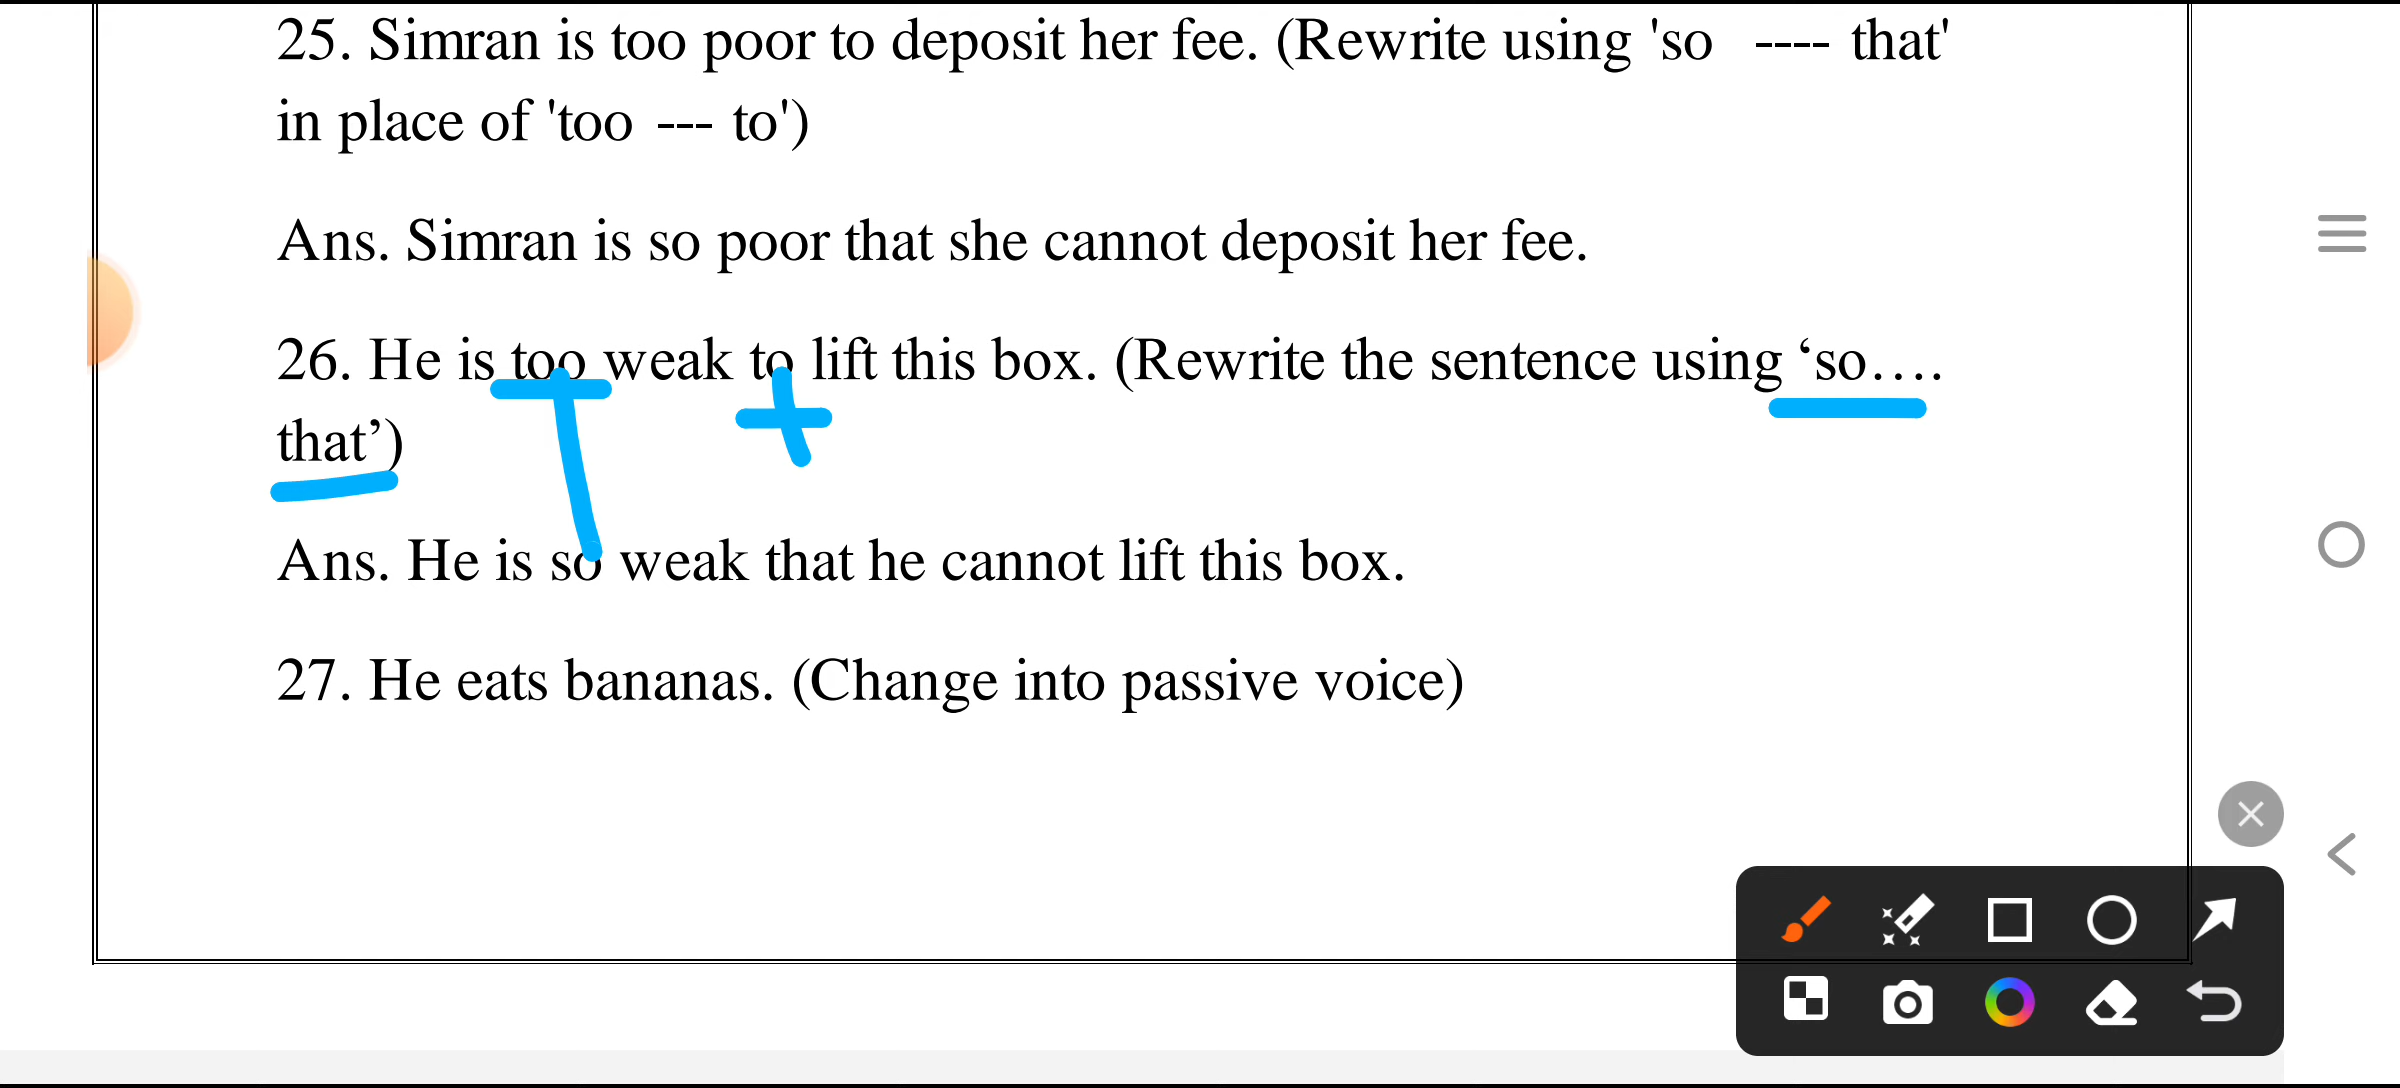 25. Simran is too poor to deposit her fee. (Rewrite using 'so ---- that'
in place of 'too --- to')
Ans. Simran is so poor that she cannot deposit her fee.
26. He is too weak to lift this box. (Rewrite the sentence using ‘so….
that’)
Ans. He is so weak that he cannot lift this box.
27. He eats bananas. (Change into passive voice)